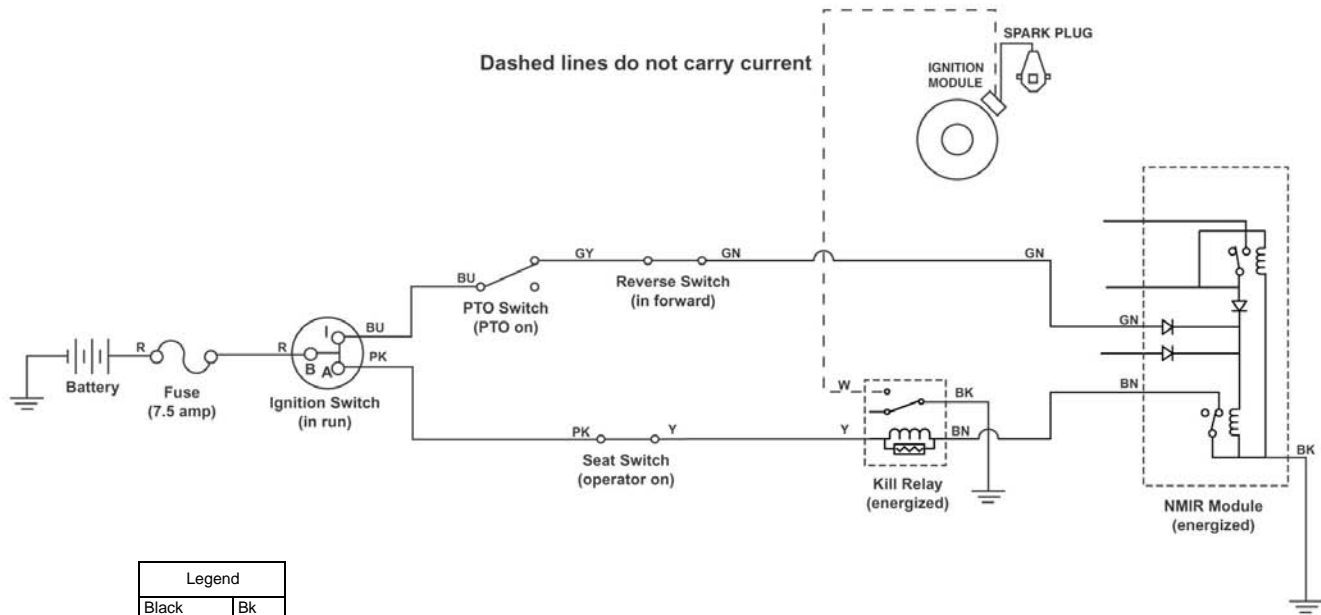 SPARK PLUG
Dashed lines do not carry current
IGNITION
MODULE
GY
GN
GN
BU
Reverse Switch
(in forward)
PTO Switch
(PTO on)
BU
GN
R
R
I
B
A
PK
Battery
Fuse
(7.5 amp)
Ignition Switch
(in run)
W
BK
BN
PK
Y
Y
BN
BK
Seat Switch
(operator on)
Kill Relay
(energized)
NMIR Module
(energized)
Legend
Black Bk